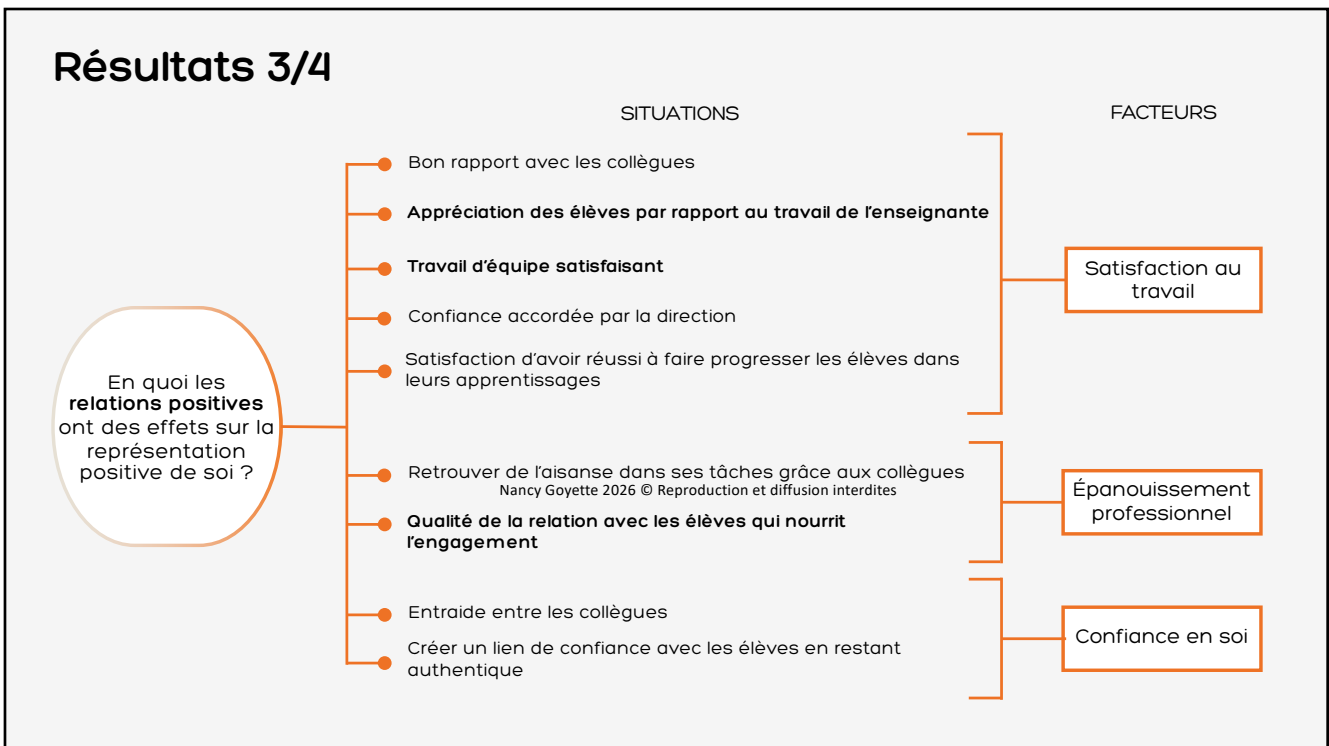 Résultats 3/4
SITUATIONS
FACTEURS
En quoi les
relations positives
ont des effets sur la
représentation
positive de soi ?
Bon rapport avec les collègues
Appréciation des élèves par rapport au travail de l'enseignante
Travail d'équipe satisfaisant
Confiance accordée par la direction
Satisfaction d'avoir réussi à faire progresser les élèves dans
leurs apprentissages
Satisfaction au
travail
Retrouver de l'aisanse dans ses tâches grâce aux collègues
Nancy Goyette 2026 © Reproduction et diffusion interdites
Qualité de la relation avec les élèves qui nourrit
l'engagement
Épanouissement
professionnel
Entraide entre les collègues
Créer un lien de confiance avec les élèves en restant
authentique
Confiance en soi